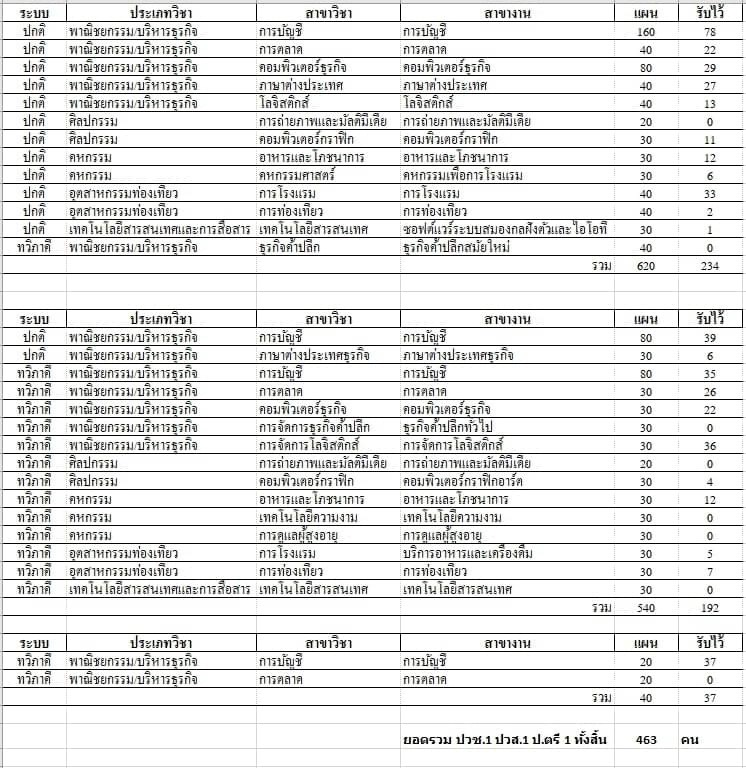 ระบบ ประเภทวิชา สาขาวิชา สาขางาน แผน รับไว้
ปกติ พาณิชยกรรม/บริหารธุรกิจ การบัญชี การบัญชี 160 78
ปกติ พาณิชยกรรม/บริหารธุรกิจ การตลาด การตลาด 40 22
ปกติ พาณิชยกรรม/บริหารธุรกิจ คอมพิวเตอร์ธุรกิจ คอมพิวเตอร์ธุรกิจ 80 29
ปกติ พาณิชยกรรม/บริหารธุรกิจ ภาษาต่างประเทศ ภาษาต่างประเทศ 40 27
ปกติ พาณิชยกรรม/บริหารธุรกิจ โลจิสติกส์ โลจิสติกส์ 40 13
ปกติ ศิลปกรรม การถ่ายภาพและมัลติมีเดีย การถ่ายภาพและมัลติมีเดีย 20 0
ปกติ ศิลปกรรม คอมพิวเตอร์กราฟิก คอมพิวเตอร์กราฟิก 30 11
ปกติ คหกรรม อาหารและโภชนาการ อาหารและโภชนาการ 30 12
ปกติ คหกรรม คหกรรมศาสตร์ คหกรรมเพื่อการโรงแรม 30 6
ปกติ อุตสาหกรรมท่องเที่ยว การโรงแรม การโรงแรม 40 33
ปกติ อุตสาหกรรมท่องเที่ยว การท่องเที่ยว การท่องเที่ยว 40 2
ปกติ เทคโนโลยีสารสนเทศและการสื่อสาร เทคโนโลยีสารสนเทศ ซอฟต์แวร์ระบบสมองกลฝังตัวและไอโอที 30 1
ทวิภาคี พาณิชยกรรม/บริหารธุรกิจ ธุรกิจค้าปลีก ธุรกิจค้าปลีกสมัยใหม่ 40 0
รวม 620 234
ระบบ ประเภทวิชา สาขาวิชา สาขางาน แผน รับไว้
ปกติ พาณิชยกรรม/บริหารธุรกิจ การบัญชี การบัญชี 80 39
ปกติ พาณิชยกรรม/บริหารธุรกิจ ภาษาต่างประเทศธุรกิจ ภาษาต่างประเทศธุรกิจ 30 6
ทวิภาคี พาณิชยกรรม/บริหารธุรกิจ การบัญชี การบัญชี 80 35
ทวิภาคี พาณิชยกรรม/บริหารธุรกิจ การตลาด การตลาด 30 26
ทวิภาคี พาณิชยกรรม/บริหารธุรกิจ คอมพิวเตอร์ธุรกิจ คอมพิวเตอร์ธุรกิจ 30 22
ทวิภาคี พาณิชยกรรม/บริหารธุรกิจ การจัดการธุรกิจค้าปลีก ธุรกิจค้าปลีกทั่วไป 30 0
ทวิภาคี พาณิชยกรรม/บริหารธุรกิจ การจัดการโลจิสติกส์ การจัดการโลจิสติกส์ 30 36
ทวิภาคี ศิลปกรรม การถ่ายภาพและมัลติมีเดีย การถ่ายภาพและมัลติมีเดีย 20 0
ทวิภาคี ศิลปกรรม คอมพิวเตอร์กราฟิก คอมพิวเตอร์กราฟิกอาร์ต 30 4
ทวิภาคี คหกรรม อาหารและโภชนาการ อาหารและโภชนาการ 30 12
ทวิภาคี คหกรรม เทคโนโลยีความงาม เทคโนโลยีความงาม 30 0
ทวิภาคี คหกรรม การดูแลผู้สูงอายุ การดูแลผู้สูงอายุ 30 0
ทวิภาคี อุตสาหกรรมท่องเที่ยว การโรงแรม บริการอาหารและเครื่องดื่ม 30 5
ทวิภาคี อุตสาหกรรมท่องเที่ยว การท่องเที่ยว การท่องเที่ยว 30 7
ทวิภาคี เทคโนโลยีสารสนเทศและการสื่อสาร เทคโนโลยีสารสนเทศ เทคโนโลยีสารสนเทศ 30 0
รวม 540 192
ระบบ ประเภทวิชา สาขาวิชา สาขางาน แผน รับไว้
ทวิภาคี พาณิชยกรรม/บริหารธุรกิจ การบัญชี การบัญชี 20 37
ทวิภาคี พาณิชยกรรม/บริหารธุรกิจ การตลาด การตลาด 20 0
รวม 40 37
ยอดรวม ปวช.1 ปวส.1 ป.ตรี 1 ทั้งสิ้น 463 คน